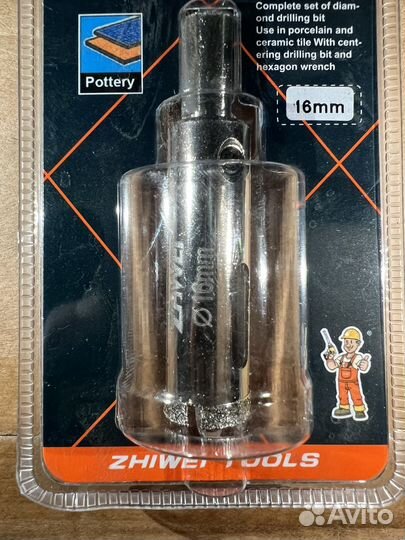 Complete set of diam-
ond drilling bit
Use in porcelain and
ceramic tile With cent-
ering drilling bit and
hexagon wrench
Pottery
16mm
ZHIWEI
Ø 16mm
®
ZHIWEI TOOLS
Avito